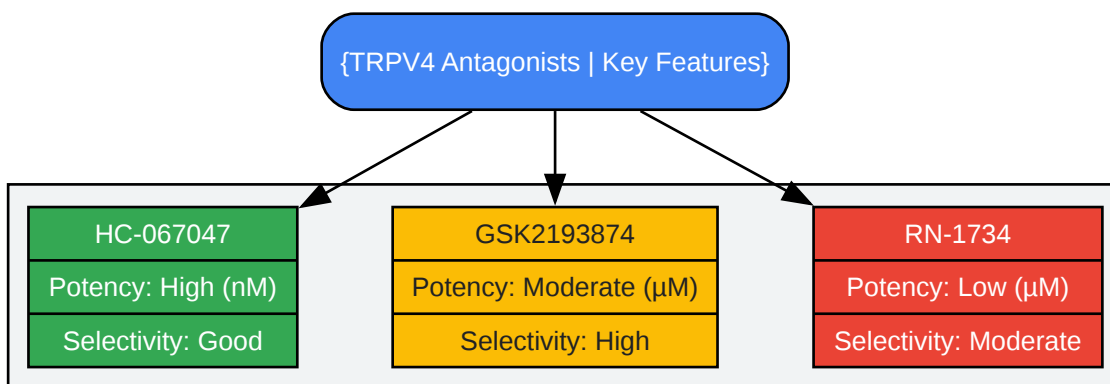 {TRPV4 Antagonists | Key Features}
HC-067047
Potency: High (nM)
Selectivity: Good
GSK2193874
Potency: Moderate (µM)
Selectivity: High
RN-1734
Potency: Low (µM)
Selectivity: Moderate